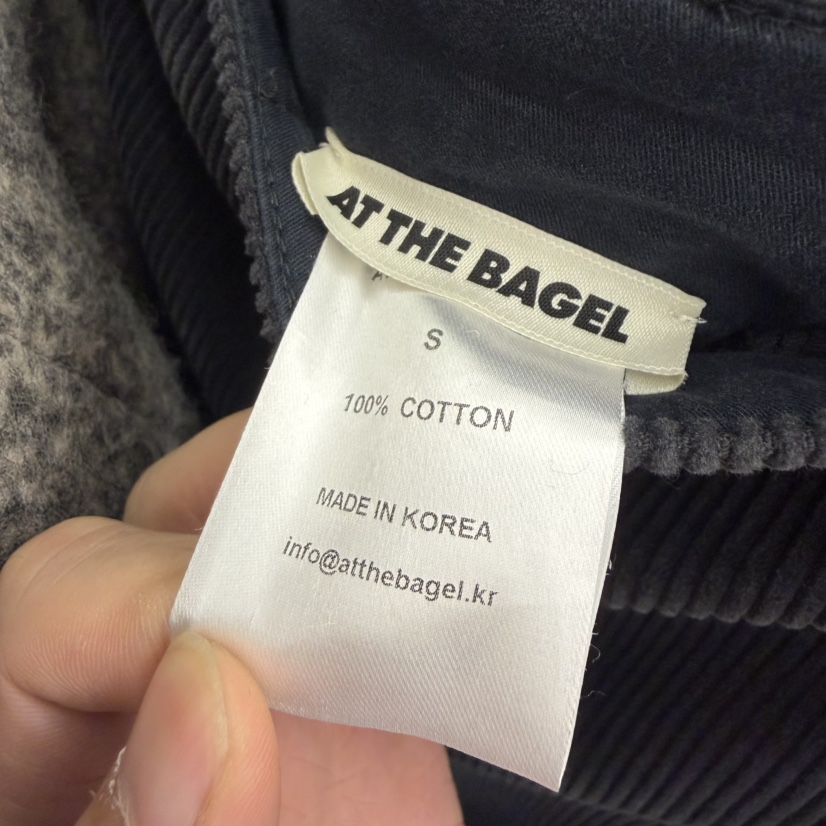 AT THE BAGEL
S
100% COTTON
MADE IN KOREA
info@atthebagel.kr